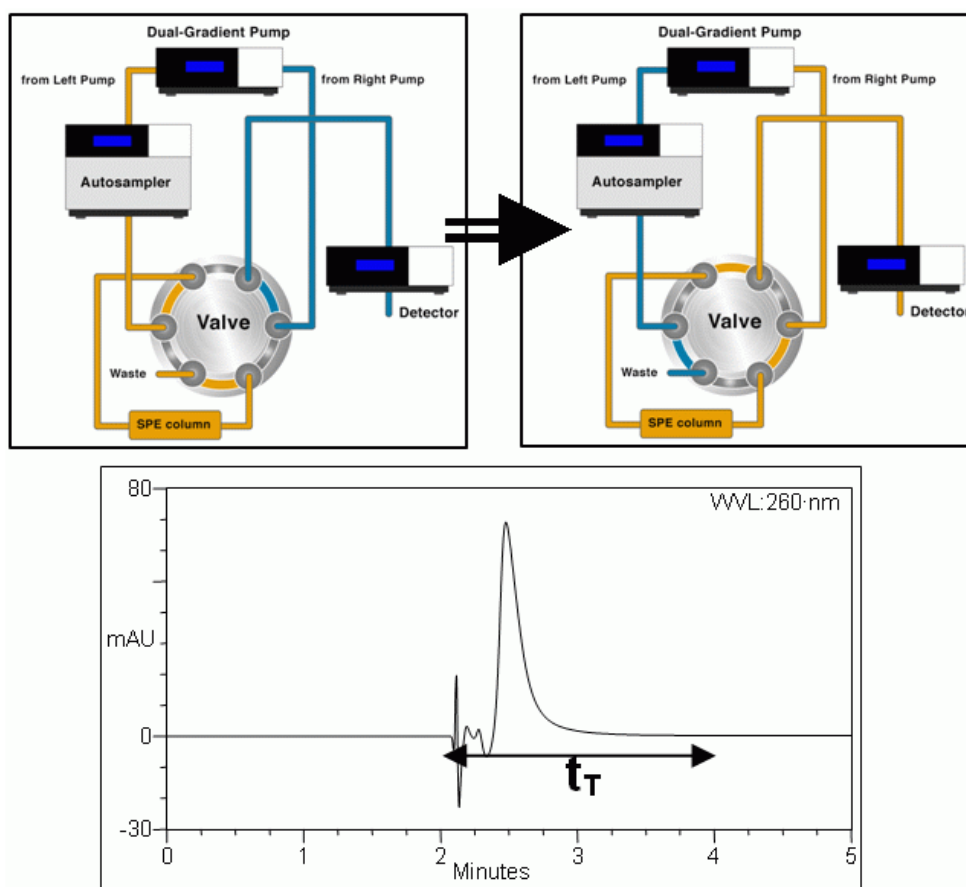 Dual-Gradient Pump
from Left Pump
from Right Pump
Autosampler
Valve
Detector
Waste
SPE column
Dual-Gradient Pump
from Left Pump
from Right Pump
Autosampler
Valve
Detector
Waste
SPE column
80
WVL:260·nm
mAU
0
tT
-30
0
1
2
3
4
5
Minutes